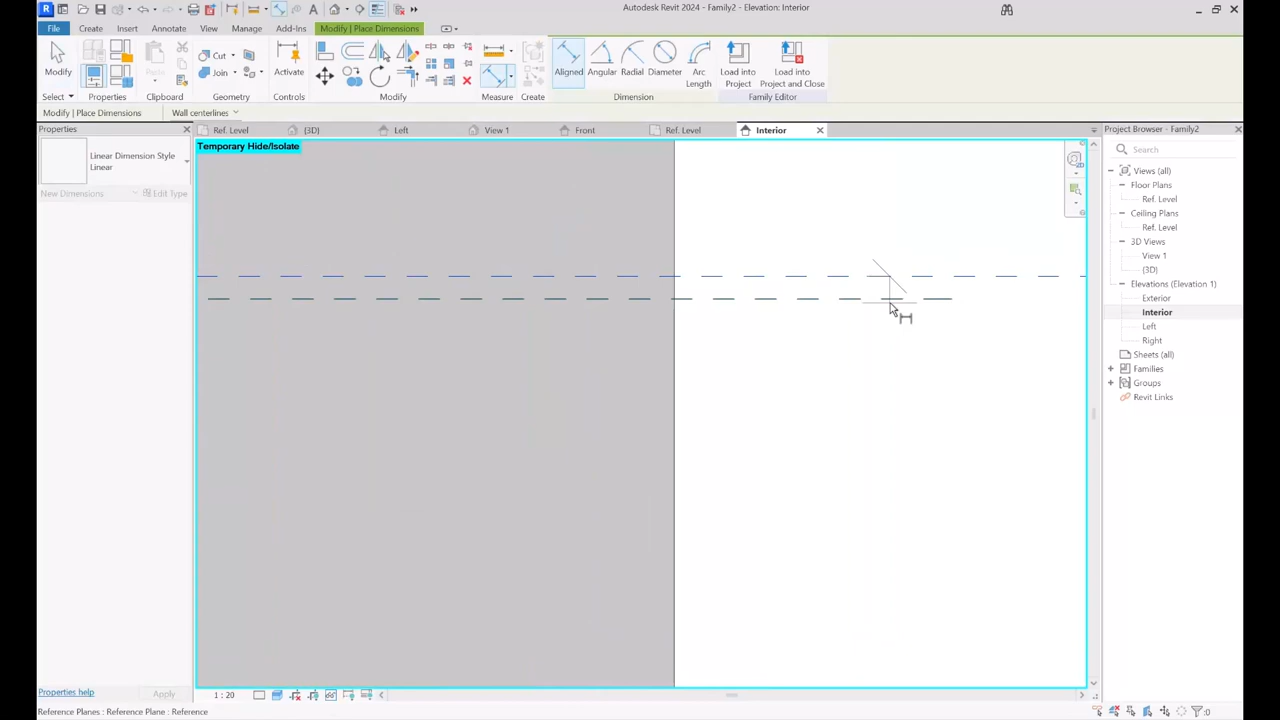 Autodesk Revit 2024 - Family2 - Elevation: Interior
File Create Insert Annotate View Manage Add-Ins Modify | Place Dimensions
Modify Paste Cut Join Activate Aligned Angular Radial Diameter Arc Length Load into Project Load into Project and Close
Select Properties Clipboard Geometry Controls Modify Measure Create Dimension Family Editor
Modify | Place Dimensions Wall centerlines
Properties
Ref. Level (3D) Left View 1 Front Ref. Level Interior
Project Browser - Family2
Temporary Hide/Isolate
Linear Dimension Style
Linear
New Dimensions Edit Type
Search
Views (all)
Floor Plans
Ref. Level
Ceiling Plans
Ref. Level
3D Views
View 1
(3D)
Elevations (Elevation 1)
Exterior
Interior
Left
Right
Sheets (all)
Families
Groups
Revit Links
Properties help Apply
1 : 20
Reference Planes : Reference Plane : Reference
:0